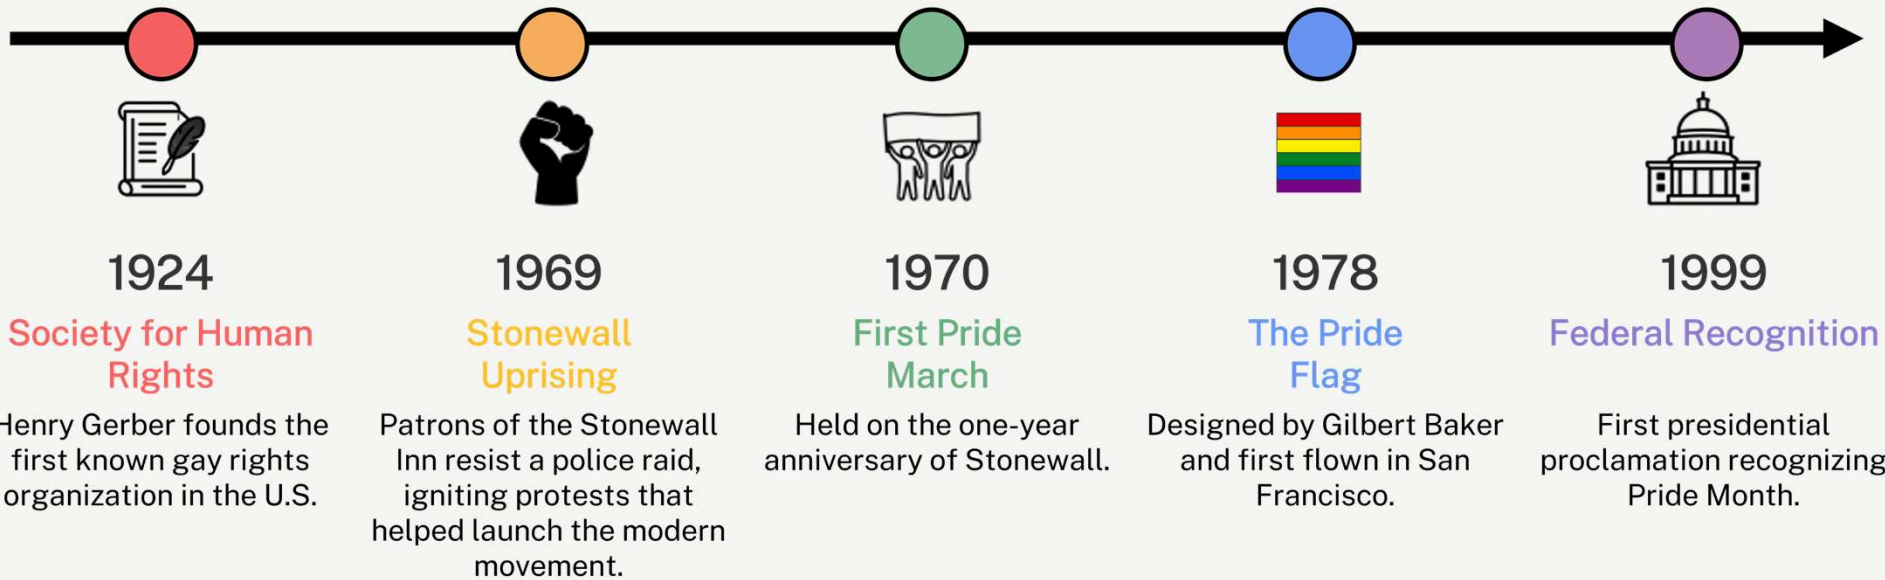 1924
Society for Human
Rights
Henry Gerber founds the
first known gay rights
organization in the U.S.
1969
Stonewall
Uprising
Patrons of the Stonewall
Inn resist a police raid,
igniting protests that
helped launch the modern
movement.
1970
First Pride
March
Held on the one-year
anniversary of Stonewall.
1978
The Pride
Flag
Designed by Gilbert Baker
and first flown in San
Francisco.
1999
Federal Recognition
First presidential
proclamation recognizing
Pride Month.